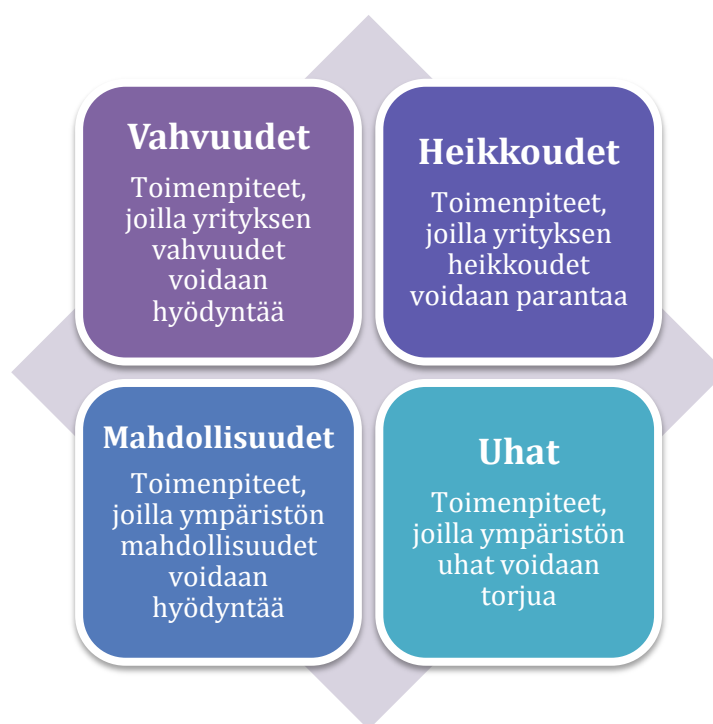 Vahvuudet
Toimenpiteet,
joilla yrityksen
vahvuudet
voidaan
hyödyntää
Heikkoudet
Toimenpiteet,
joilla yrityksen
heikkoudet
voidaan parantaa
Mahdollisuudet
Toimenpiteet,
joilla ympäristön
mahdollisuudet
voidaan
hyödyntää
Uhat
Toimenpiteet,
joilla ympäristön
uhat voidaan
torjua